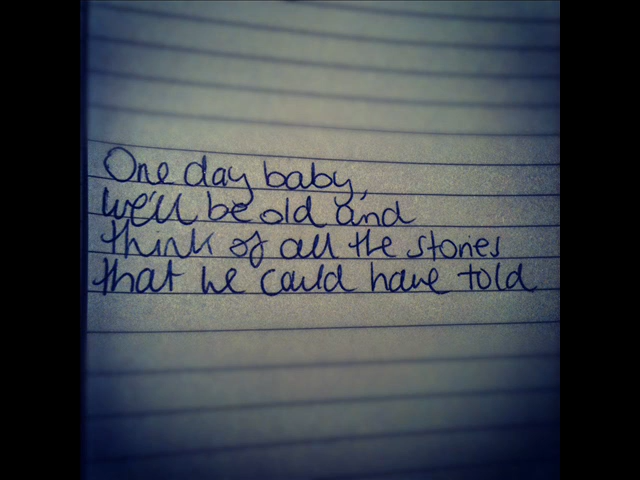 One day baby,
we'll be old and
think of all the stories
that we could have told